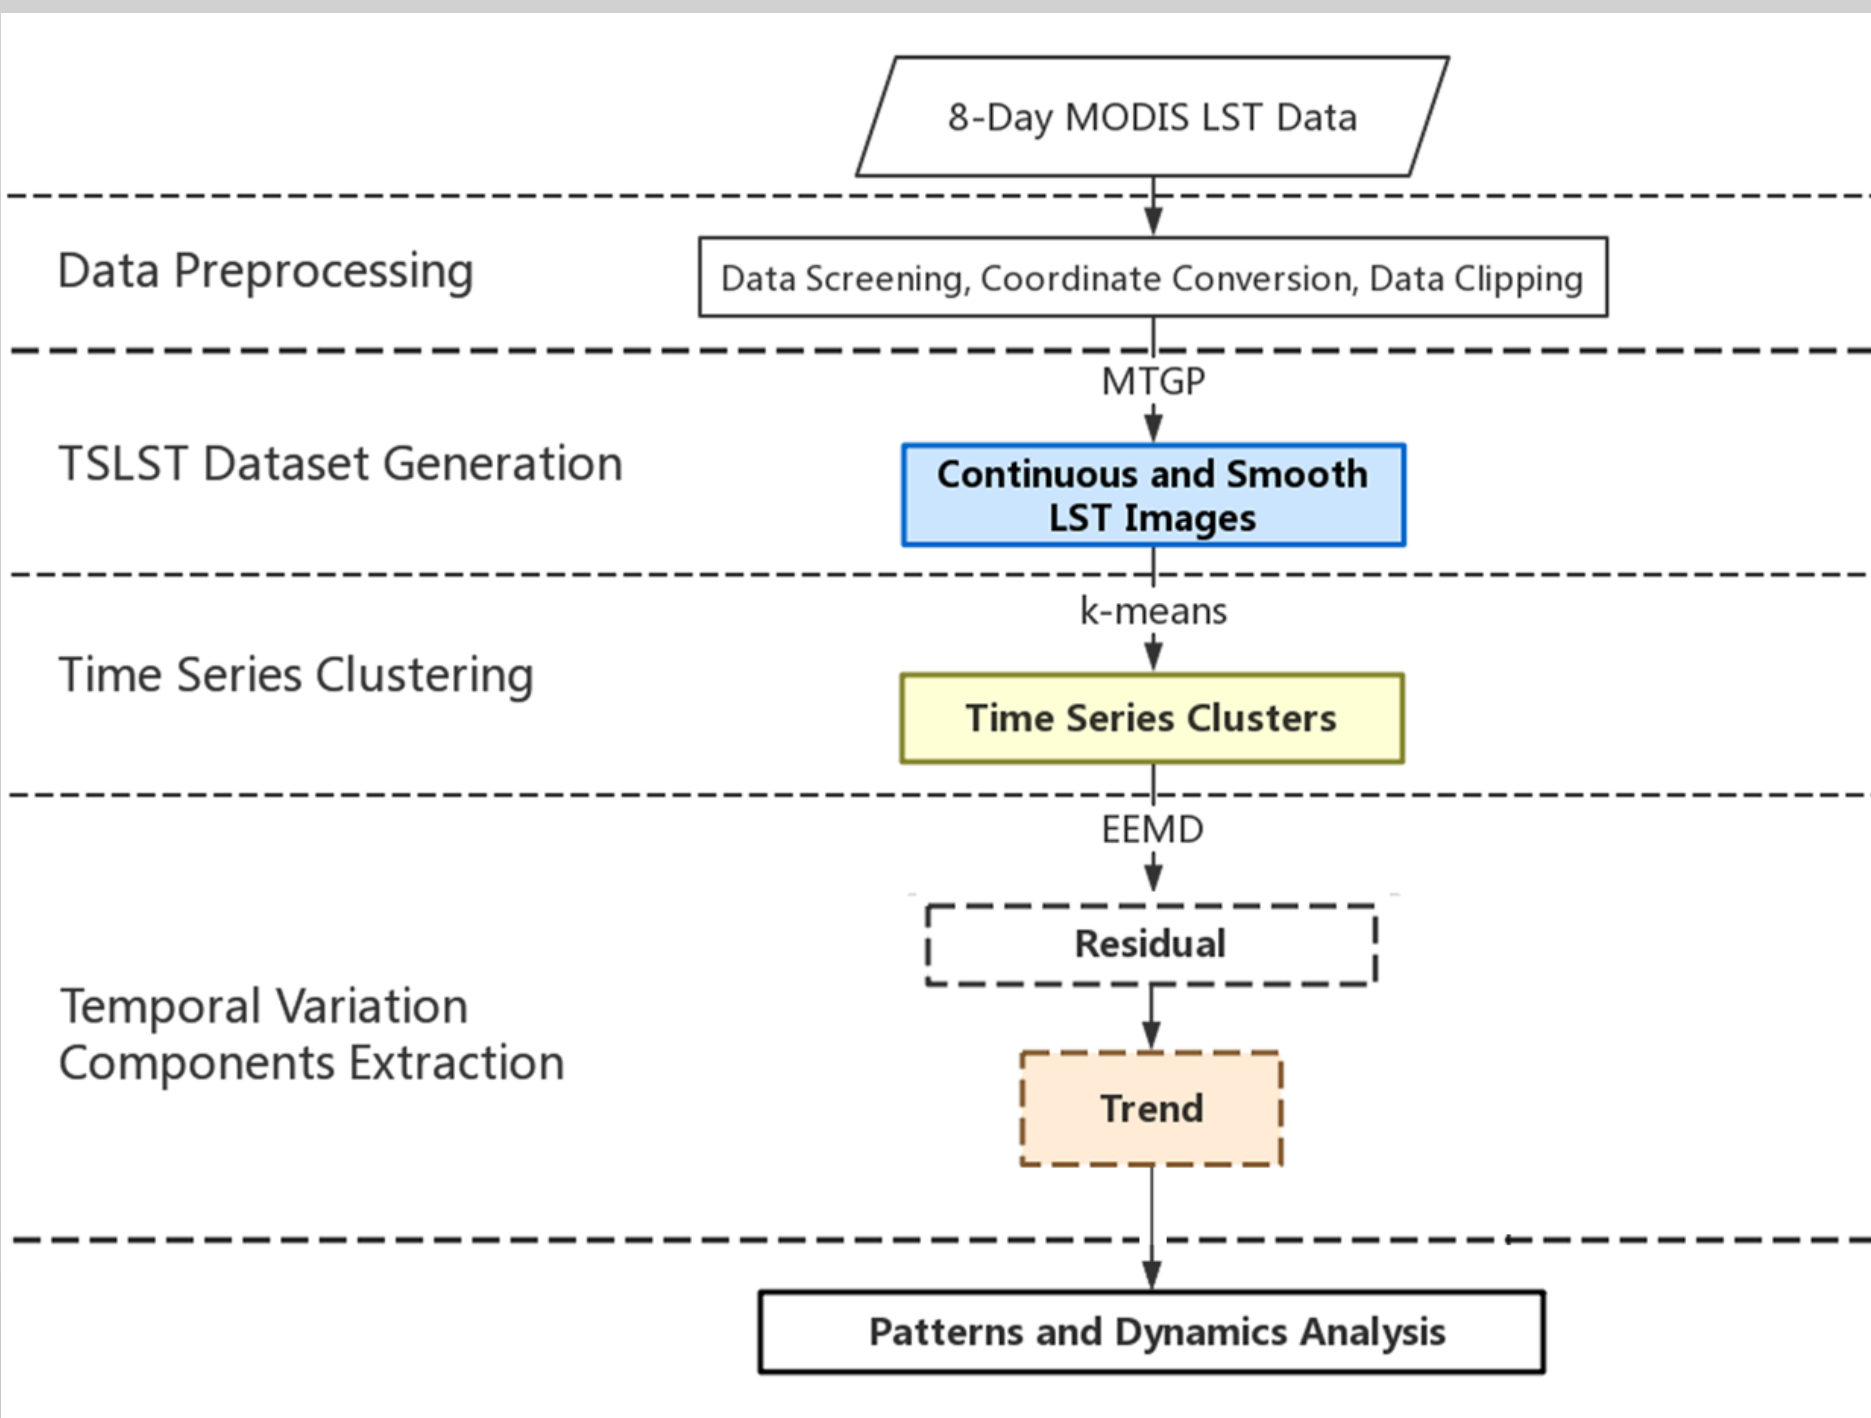 8-Day MODIS LST Data
Data Preprocessing
Data Screening, Coordinate Conversion, Data Clipping
MTGP
TSLST Dataset Generation
Continuous and Smooth
LST Images
k-means
Time Series Clustering
Time Series Clusters
EEMD
Residual
Temporal Variation
Components Extraction
Trend
Patterns and Dynamics Analysis